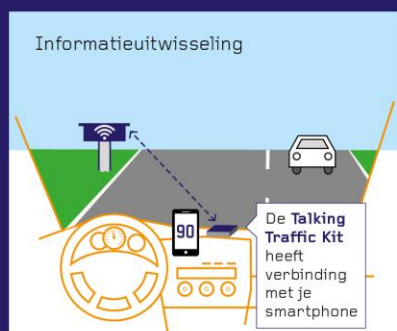 Informatieuitwisseling
90
De Talking
Traffic Kit
heeft
verbinding
met je
smartphone